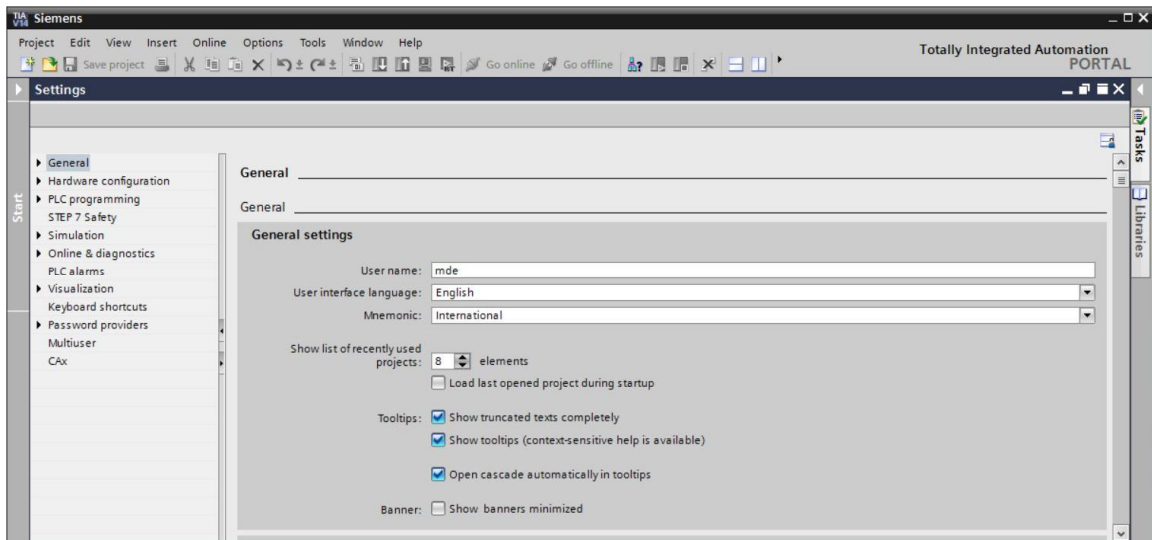 TIA V14 Siemens
Project Edit View Insert Online Options Tools Window Help
Save project Go online Go offline
Totally Integrated Automation
PORTAL
Settings
Start
General
Hardware configuration
PLC programming
STEP 7 Safety
Simulation
Online & diagnostics
PLC alarms
Visualization
Keyboard shortcuts
Password providers
Multiuser
CAx
General
General
General settings
User name: mde
User interface language: English
Mnemonic: International
Show list of recently used
projects: 8 elements
Load last opened project during startup
Tooltips: Show truncated texts completely
Show tooltips (context-sensitive help is available)
Open cascade automatically in tooltips
Banner: Show banners minimized
Tasks
Libraries